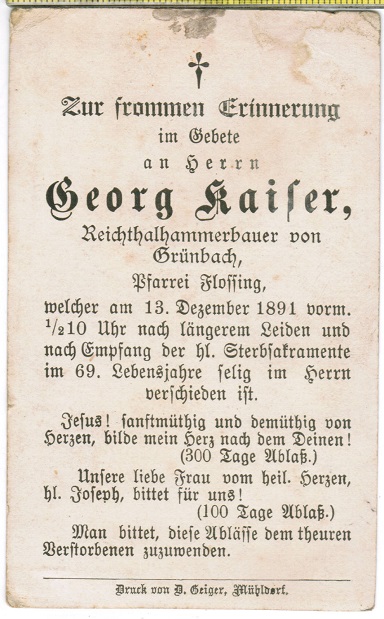 Zur frommen Erinnerung
im Gebete
an Herrn
Georg Kaiser,
Reichthalhammerbauer von
Grünbach,
Pfarrei Flossing,
welcher am 13. Dezember 1891 vorm.
½10 Uhr nach längerem Leiden und
nach Empfang der hl. Sterbsakramente
im 69. Lebensjahre selig im Herrn
verschieden ist.
Jesus! sanftmüthig und demüthig von
Herzen, bilde mein Herz nach dem Deinen!
(300 Tage Ablaß.)
Unsere liebe Frau vom heil. Herzen,
hl. Joseph, bittet für uns!
(100 Tage Ablaß.)
Man bittet, diese Ablässe dem theuren
Verstorbenen zuzuwenden.
Druck von D. Geiger, Mühldorf.